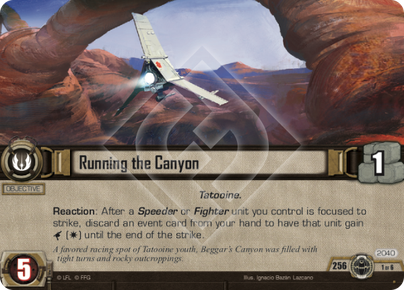 Running the Canyon
1
OBJECTIVE
Tatooine.
Reaction: After a Speeder or Fighter unit you control is focused to
strike, discard an event card from your hand to have that unit gain
( ) until the end of the strike.
A favored racing spot of Tatooine youth, Beggar's Canyon was filled with
tight turns and rocky outcroppings.
5
© LFL © FFG
Illus. Ignacio Bazán Lazcano
256
2040
1 of 6